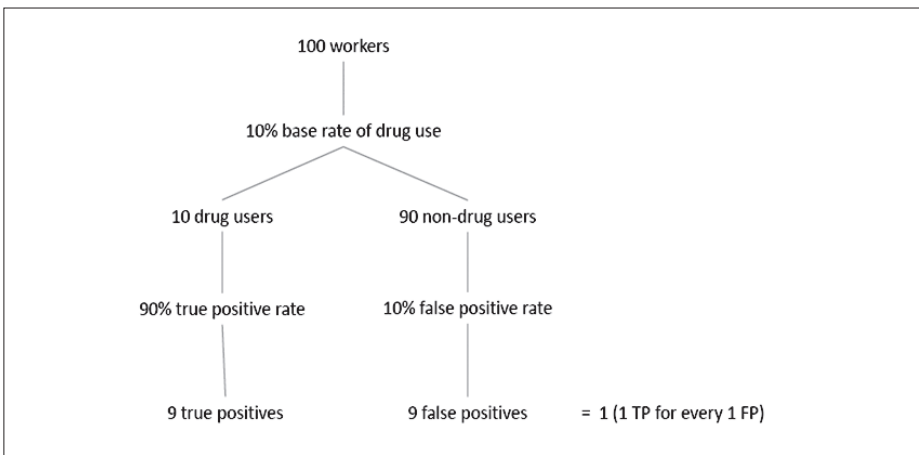 100 workers
10% base rate of drug use
10 drug users 90 non-drug users
90% true positive rate 10% false positive rate
9 true positives 9 false positives = 1 (1 TP for every 1 FP)